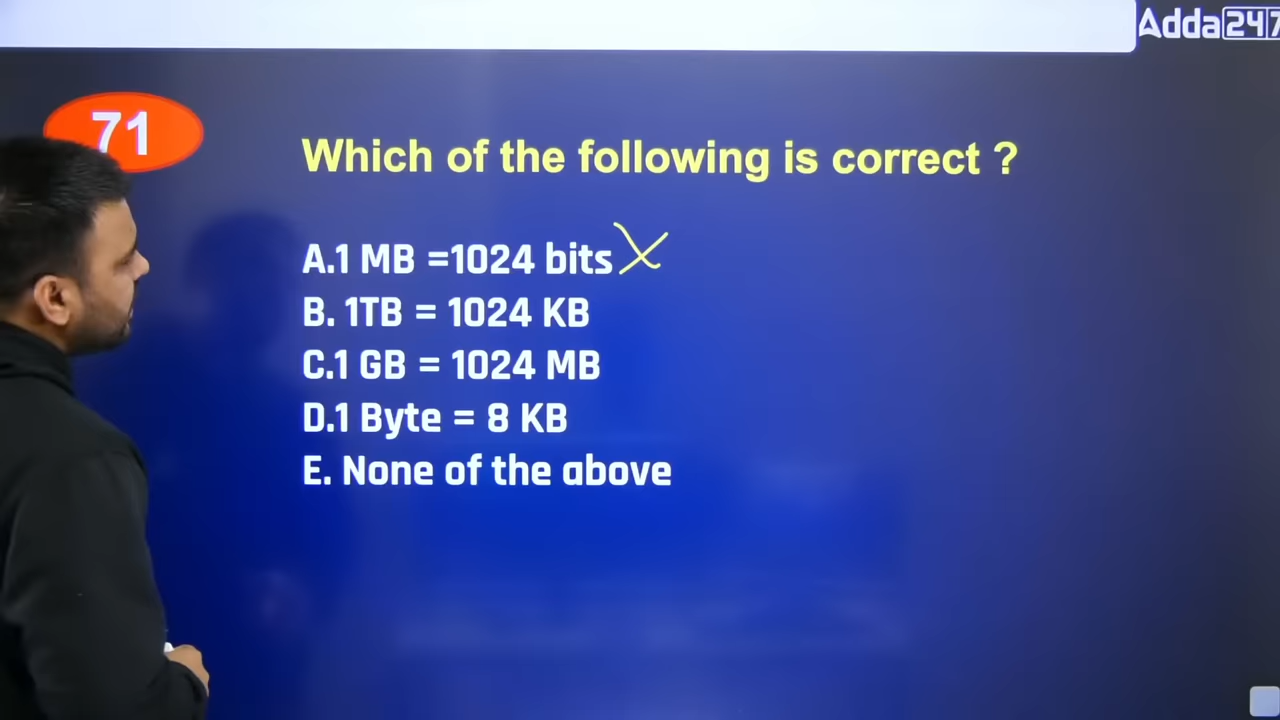 Adda247
71
Which of the following is correct ?
A.1 MB =1024 bits
B. 1TB = 1024 KB
C.1 GB = 1024 MB
D.1 Byte = 8 KB
E. None of the above